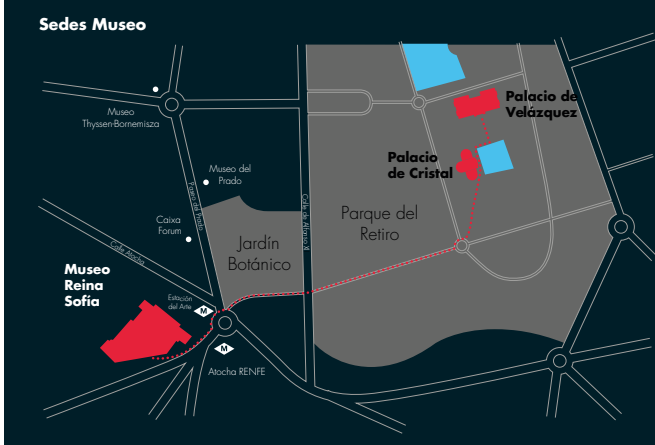 Sedes Museo
Museo
Thyssen-Bornemisza
Palacio de
Velázquez
Palacio
de Cristal
Museo del
Prado
Paseo del Prado
Caixa
Forum
Calle de Alfonso XI
Parque del
Retiro
Jardín
Botánico
Calle Atocha
Museo
Reina
Sofía
Estación
del Arte
M
M
Atocha RENFE